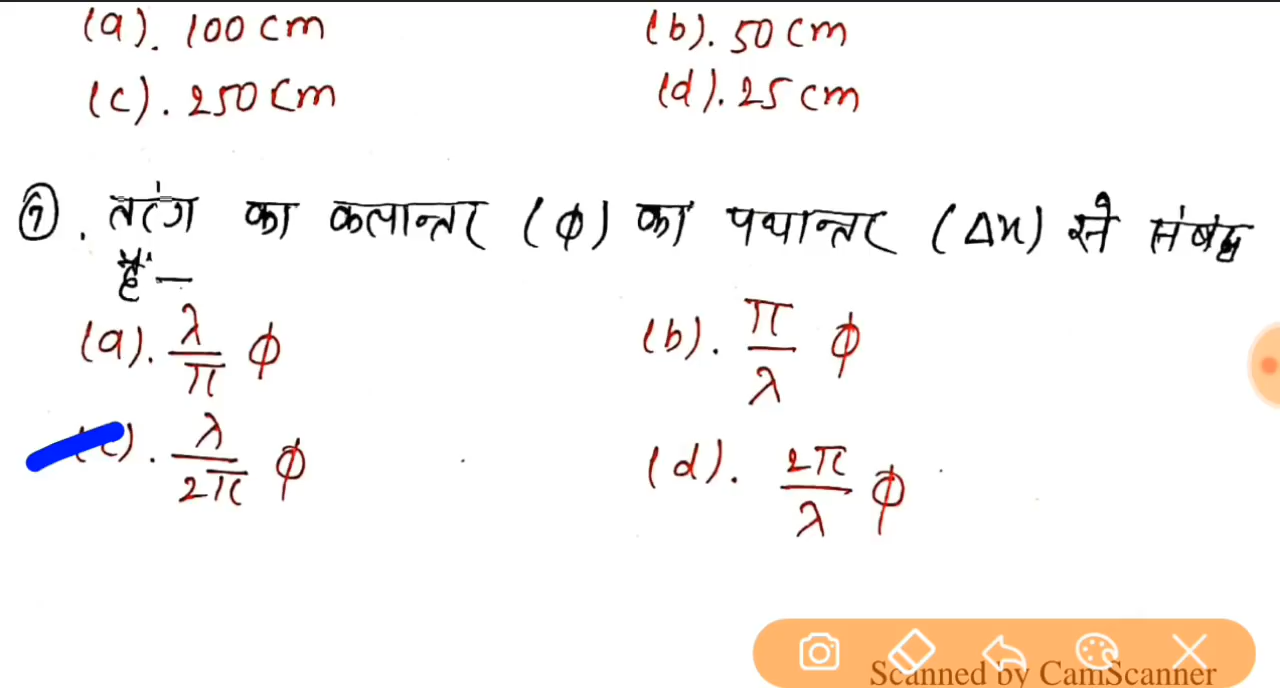 (a). 100 cm (b). 50 cm
(c). 250 cm (d). 25 cm
⑦. तरंग का कलान्तर (ϕ) का पथान्तर (Δx) से संबंध
हैं —
(a). λ/π ϕ (b). π/λ ϕ
(c). λ/2π ϕ (d). 2π/λ ϕ
Scanned by CamScanner